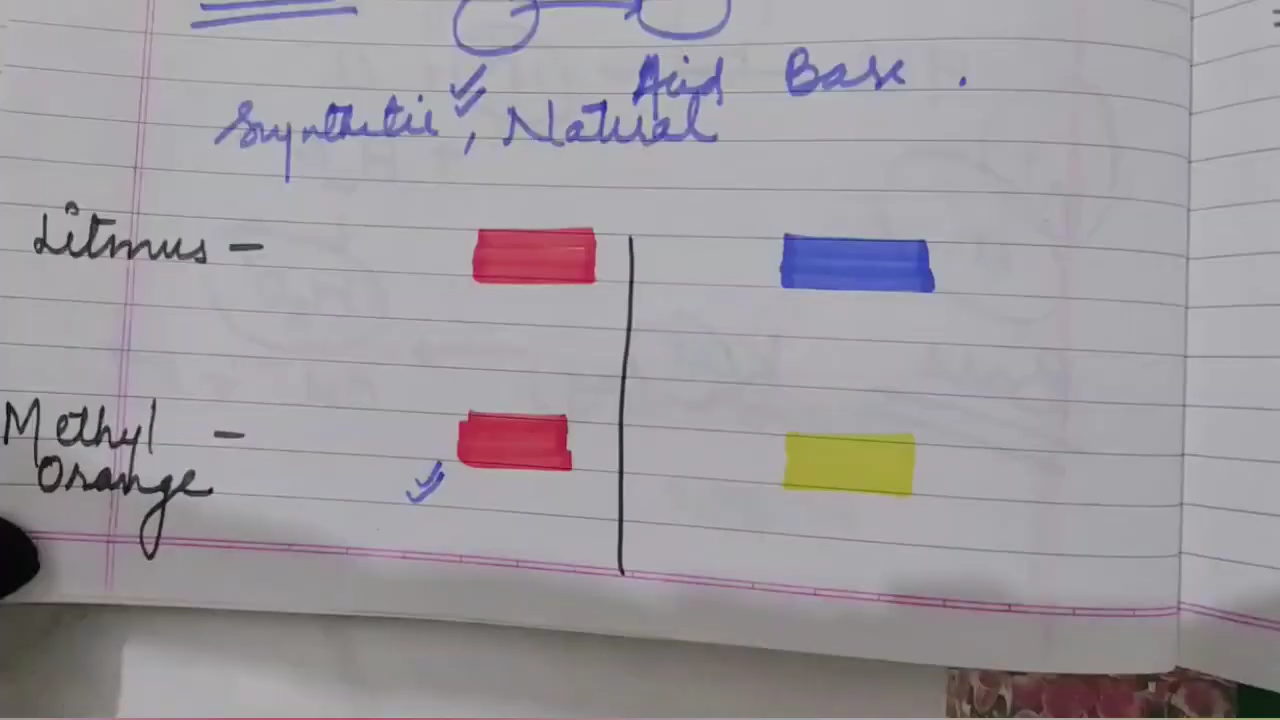 Acid Base .
Synthetic, Natural
Litmus -
Methyl -
Orange